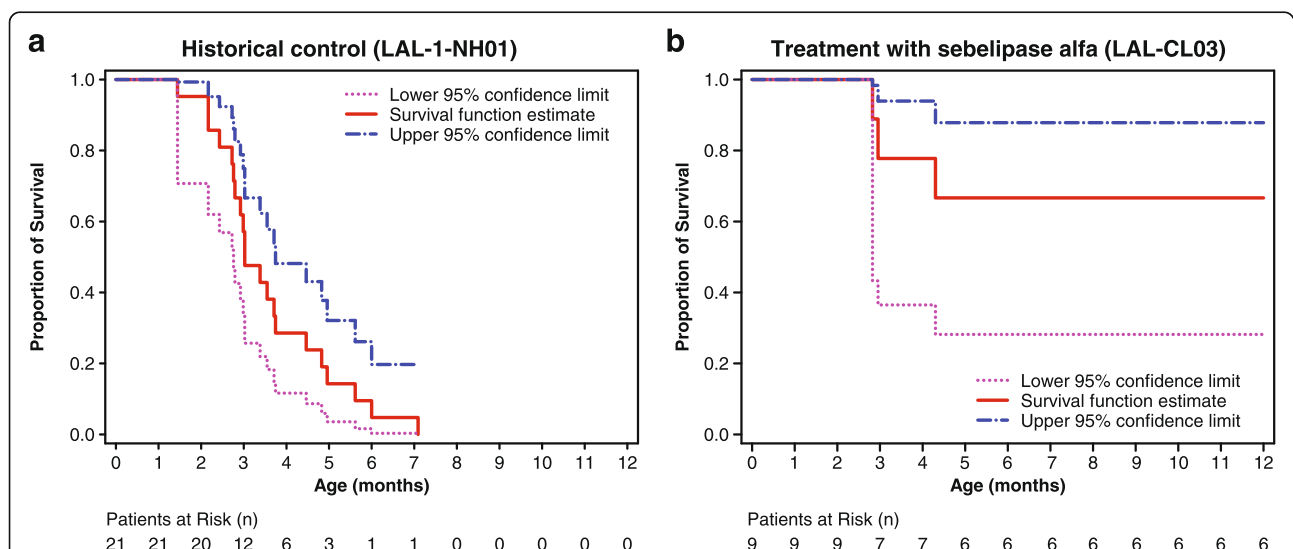 a
Historical control (LAL-1-NH01)
Proportion of Survival
1.0
0.8
0.6
0.4
0.2
0.0
Lower 95% confidence limit
Survival function estimate
Upper 95% confidence limit
0 1 2 3 4 5 6 7 8 9 10 11 12
Age (months)
Patients at Risk (n)
21 21 20 12 6 3 1 1 0 0 0 0 0
b
Treatment with sebelipase alfa (LAL-CL03)
Proportion of Survival
1.0
0.8
0.6
0.4
0.2
0.0
Lower 95% confidence limit
Survival function estimate
Upper 95% confidence limit
0 1 2 3 4 5 6 7 8 9 10 11 12
Age (months)
Patients at Risk (n)
9 9 9 7 7 6 6 6 6 6 6 6 6